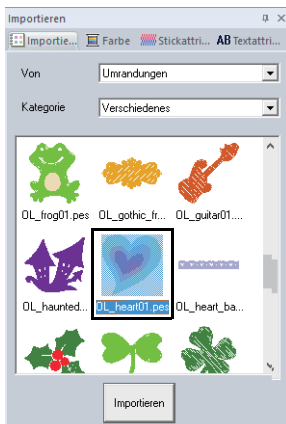 Importieren
Importie... Farbe Stickattri... AB Textattri...
Von Umrandungen
Kategorie Verschiedenes
OL_frog01.pes OL_gothic_fr... OL_guitar01....
OL_haunted... OL_heart01.pes OL_heart_ba...
Importieren